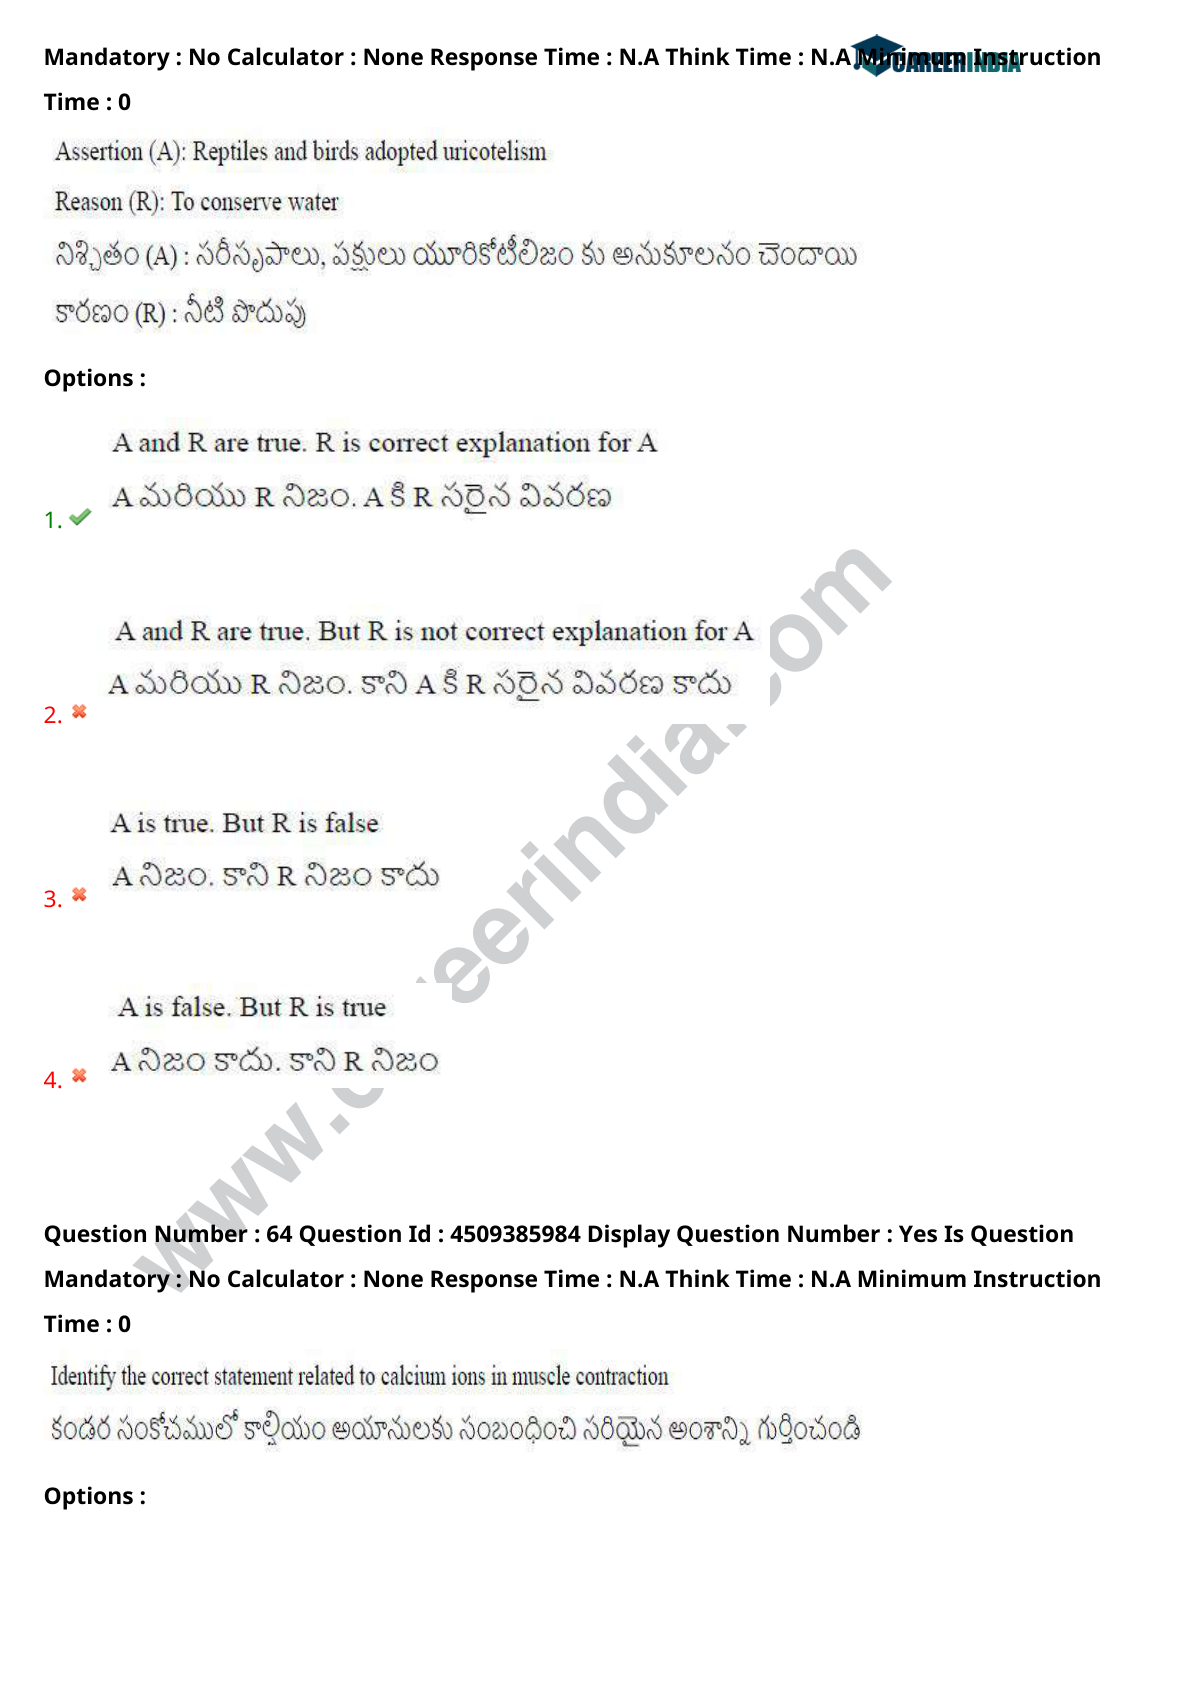 Mandatory : No Calculator : None Response Time : N.A Think Time : N.A Minimum Instruction
CAREERINDIA
Time : 0
Assertion (A): Reptiles and birds adopted uricotelism
Reason (R): To conserve water
నిశ్చితం (A) : సరీసృపాలు, పక్షులు యూరికోటీలిజం కు అనుకూలనం చెందాయి
కారణం (R) : నీటి పొదుపు
Options :
A and R are true. R is correct explanation for A
A మరియు R నిజం. A కి R సరైన వివరణ
1.
A and R are true. But R is not correct explanation for A
A మరియు R నిజం. కాని A కి R సరైన వివరణ కాదు
2.
A is true. But R is false
A నిజం. కాని R నిజం కాదు
3.
A is false. But R is true
A నిజం కాదు. కాని R నిజం
4.
Question Number : 64 Question Id : 4509385984 Display Question Number : Yes Is Question
Mandatory : No Calculator : None Response Time : N.A Think Time : N.A Minimum Instruction
Time : 0
Identify the correct statement related to calcium ions in muscle contraction
కండర సంకోచములో కాల్షియం అయానులకు సంబంధించి సరియైన అంశాన్ని గుర్తించండి
Options :